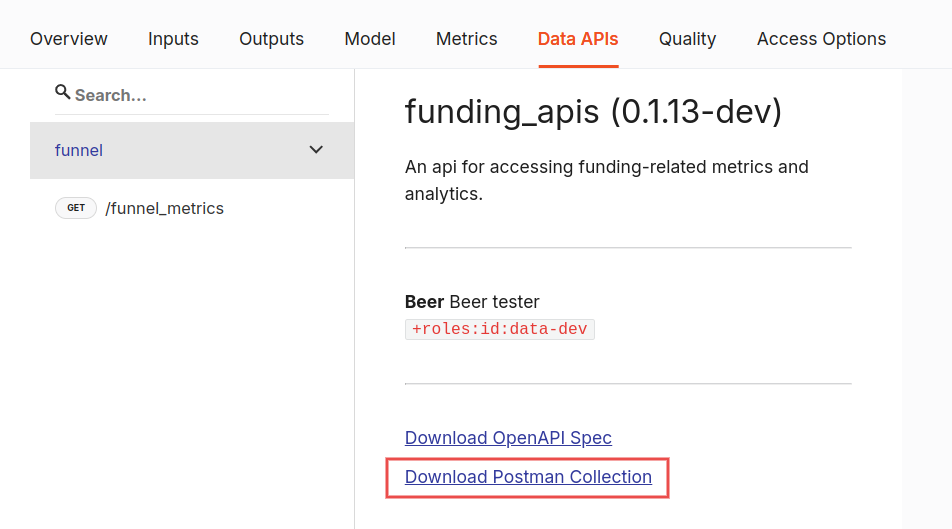 Overview Inputs Outputs Model Metrics Data APIs Quality Access Options
Search...
funnel
GET /funnel_metrics
funding_apis (0.1.13-dev)
An api for accessing funding-related metrics and
analytics.
Beer Beer tester
+roles:id:data-dev
Download OpenAPI Spec
Download Postman Collection